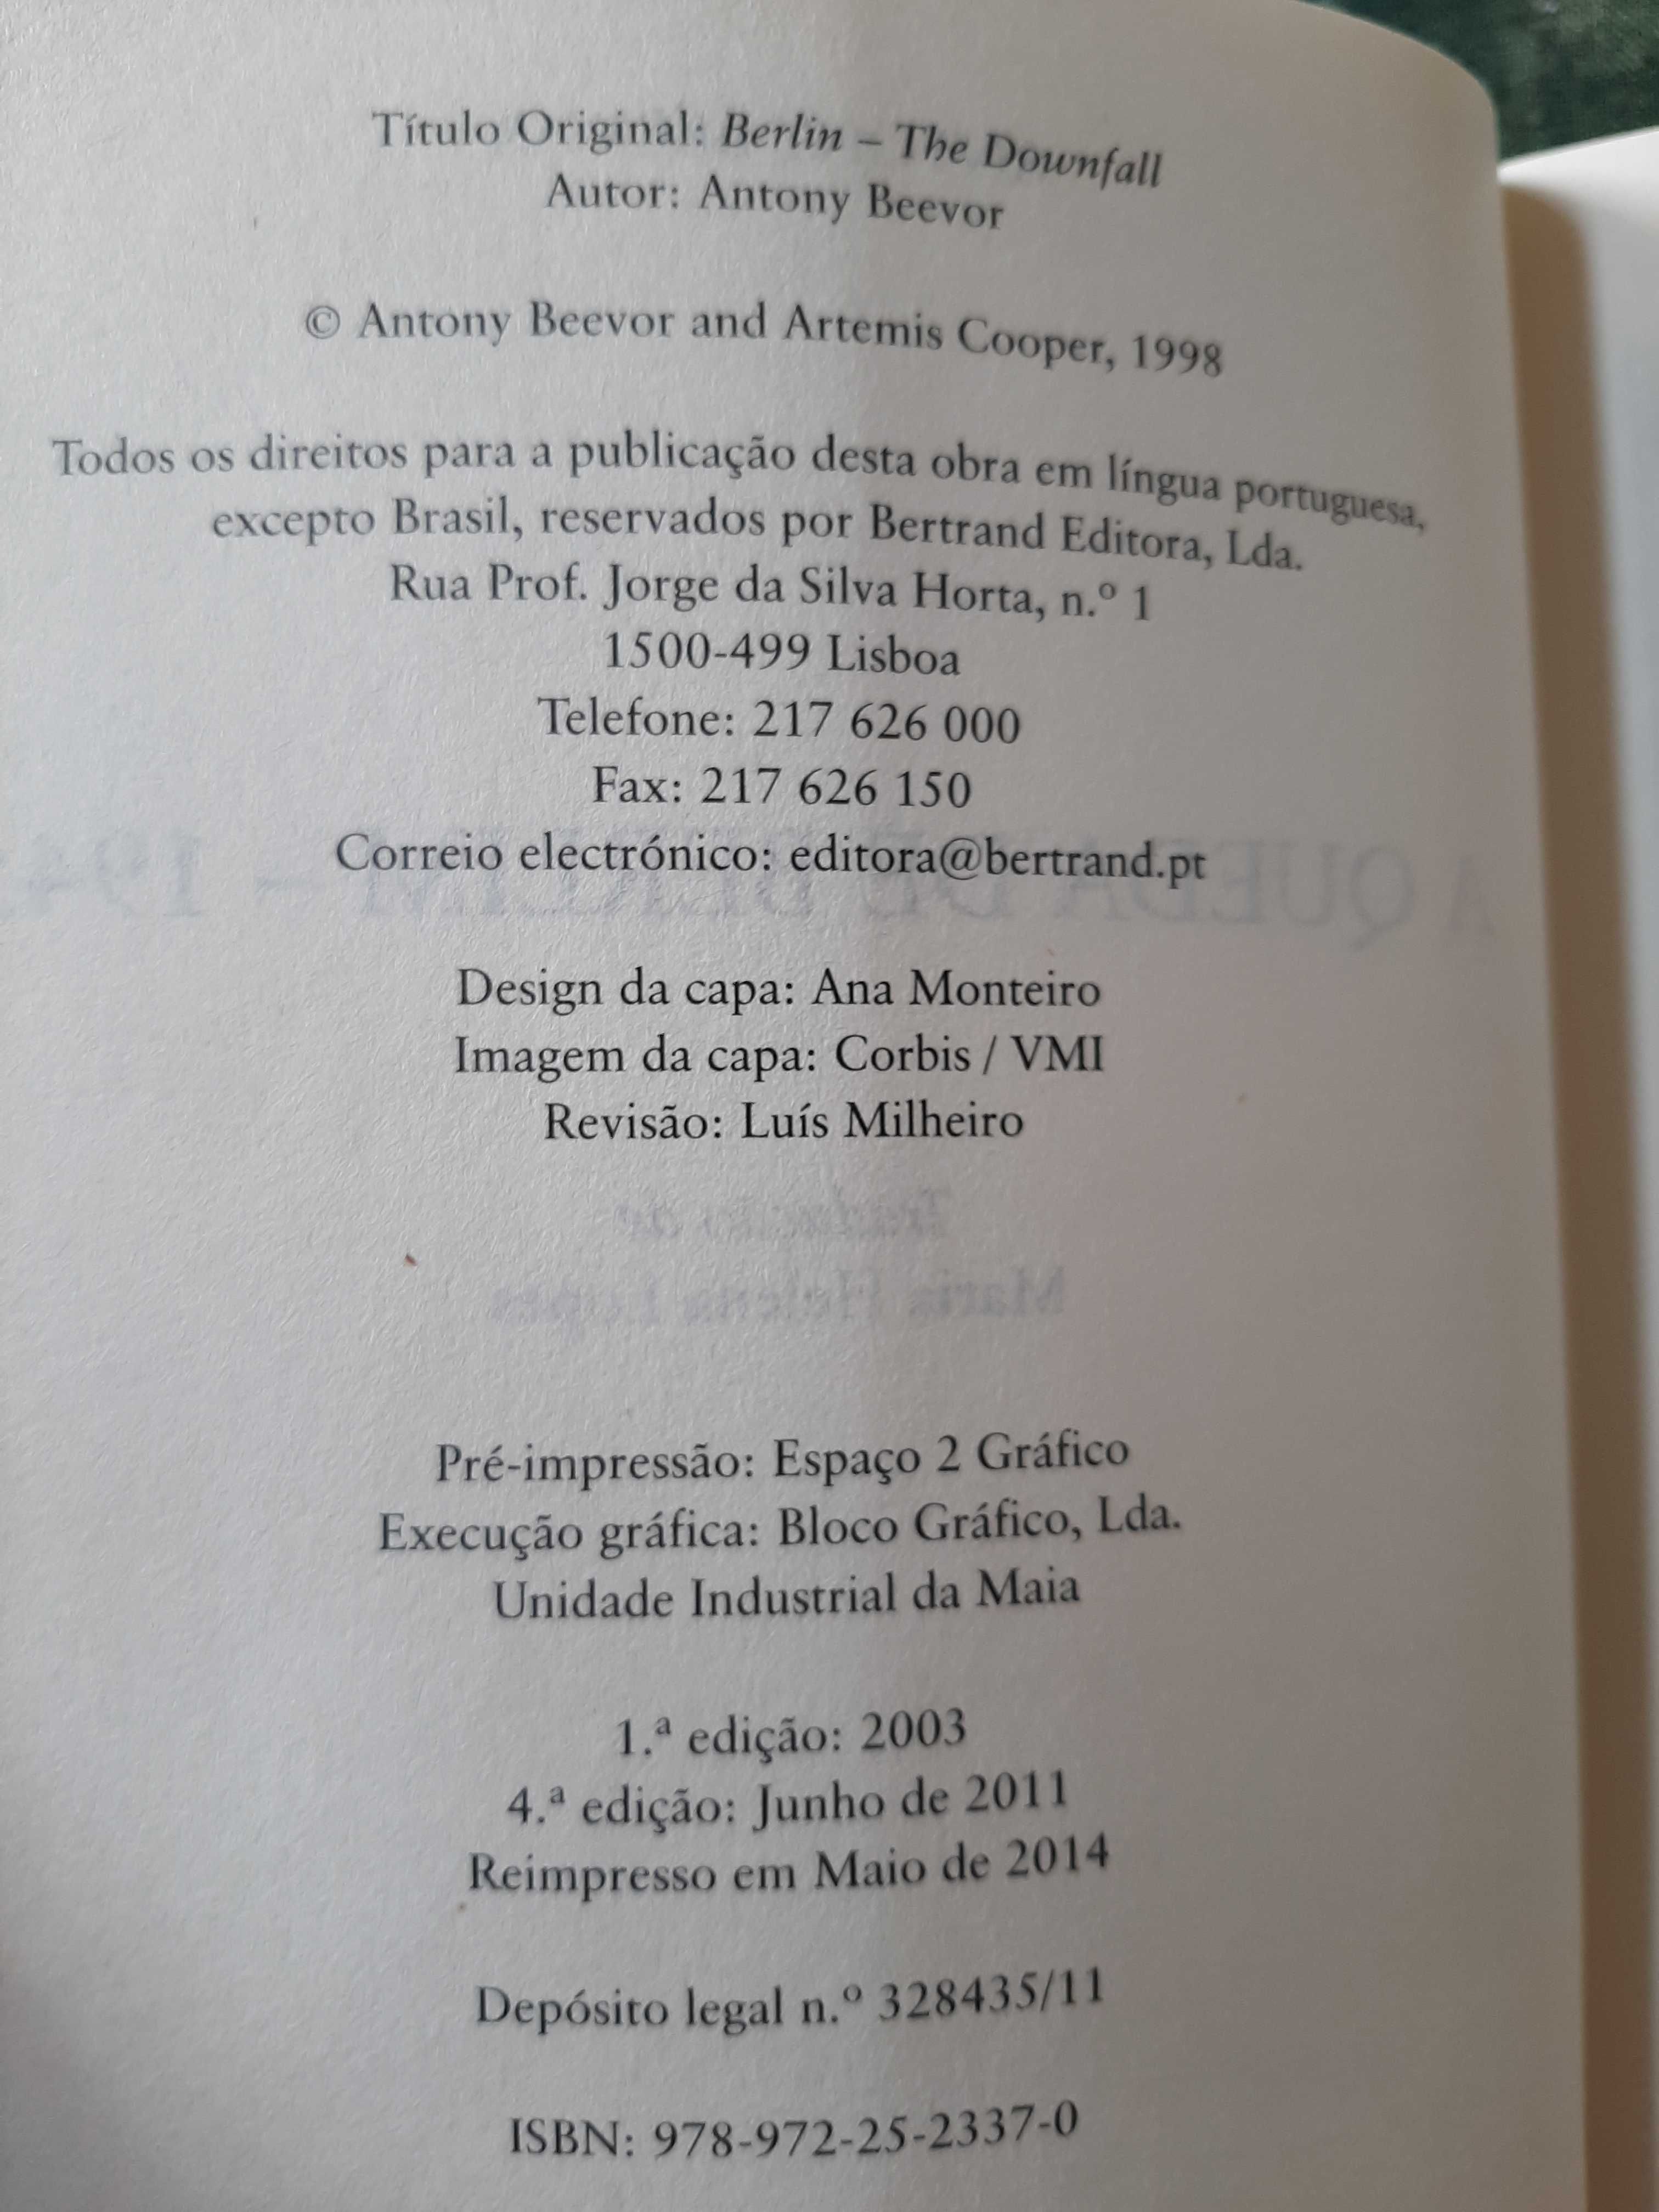 Título Original: Berlin – The Downfall
Autor: Antony Beevor
© Antony Beevor and Artemis Cooper, 1998
Todos os direitos para a publicação desta obra em língua portuguesa,
excepto Brasil, reservados por Bertrand Editora, Lda.
Rua Prof. Jorge da Silva Horta, n.º 1
1500-499 Lisboa
Telefone: 217 626 000
Fax: 217 626 150
Correio electrónico: editora@bertrand.pt
Design da capa: Ana Monteiro
Imagem da capa: Corbis / VMI
Revisão: Luís Milheiro
Pré-impressão: Espaço 2 Gráfico
Execução gráfica: Bloco Gráfico, Lda.
Unidade Industrial da Maia
1.ª edição: 2003
4.ª edição: Junho de 2011
Reimpresso em Maio de 2014
Depósito legal n.º 328435/11
ISBN: 978-972-25-2337-0